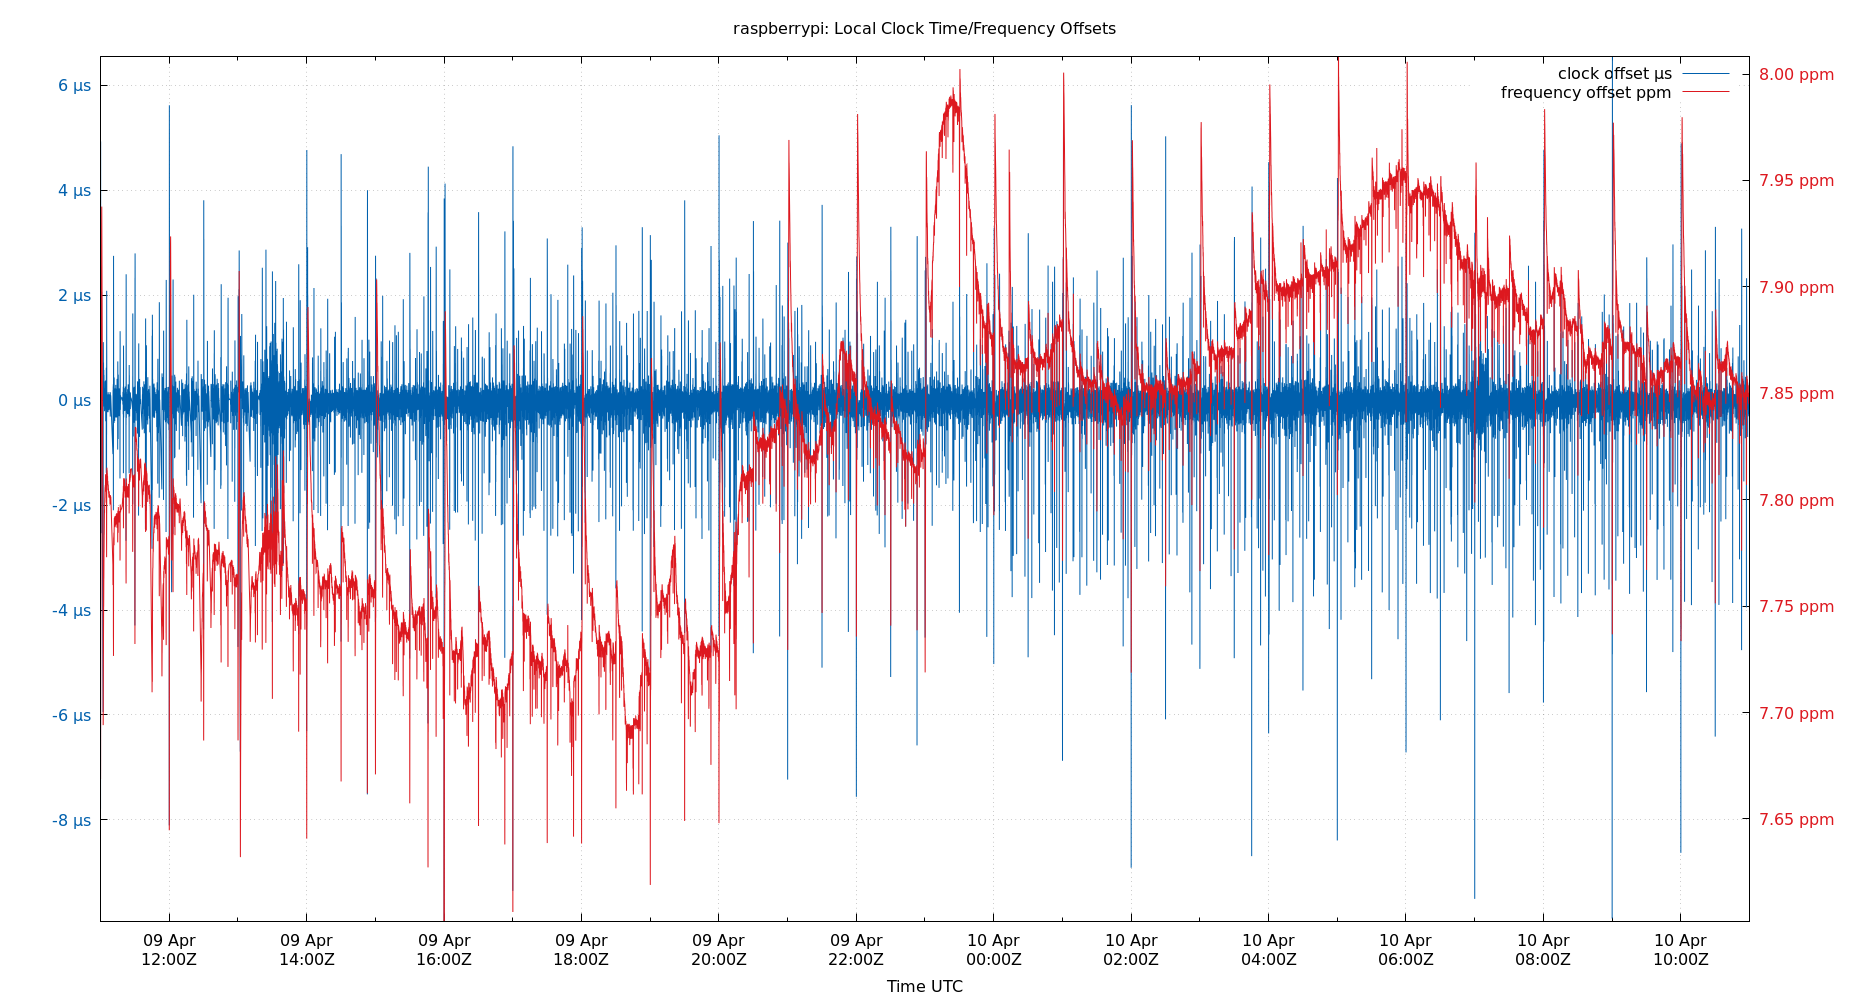 raspberrypi: Local Clock Time/Frequency Offsets
clock offset µs
frequency offset ppm
6 µs
4 µs
2 µs
0 µs
-2 µs
-4 µs
-6 µs
-8 µs
8.00 ppm
7.95 ppm
7.90 ppm
7.85 ppm
7.80 ppm
7.75 ppm
7.70 ppm
7.65 ppm
09 Apr
12:00Z
09 Apr
14:00Z
09 Apr
16:00Z
09 Apr
18:00Z
09 Apr
20:00Z
09 Apr
22:00Z
10 Apr
00:00Z
10 Apr
02:00Z
10 Apr
04:00Z
10 Apr
06:00Z
10 Apr
08:00Z
10 Apr
10:00Z
Time UTC